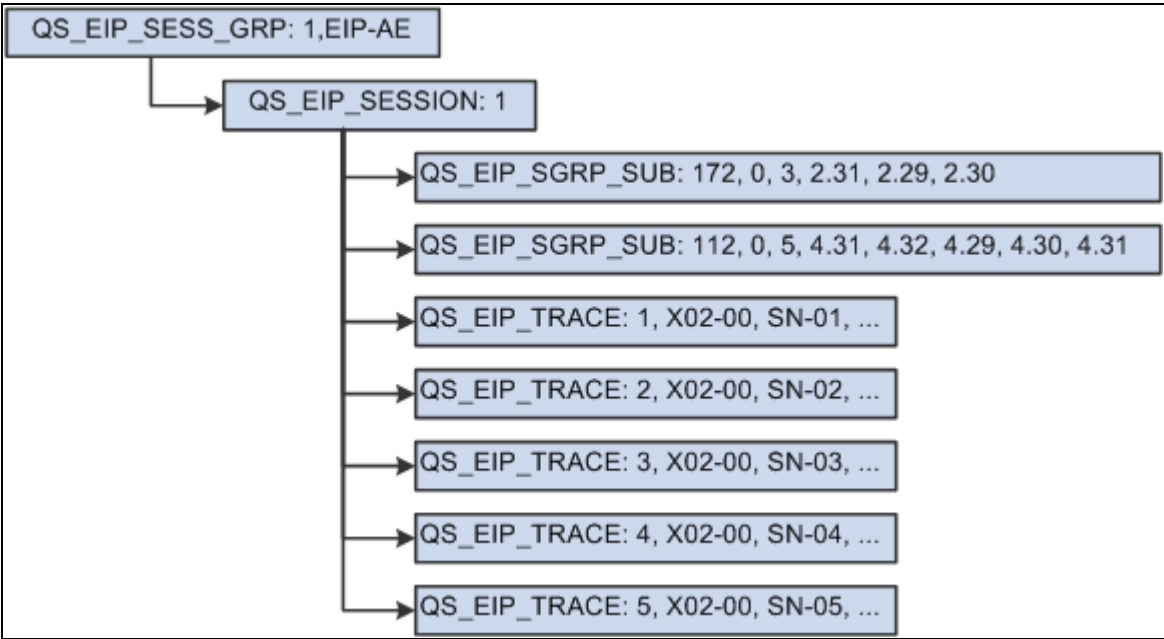 QS_EIP_SESS_GRP: 1,EIP-AE
QS_EIP_SESSION: 1
QS_EIP_SGRP_SUB: 172, 0, 3, 2.31, 2.29, 2.30
QS_EIP_SGRP_SUB: 112, 0, 5, 4.31, 4.32, 4.29, 4.30, 4.31
QS_EIP_TRACE: 1, X02-00, SN-01, ...
QS_EIP_TRACE: 2, X02-00, SN-02, ...
QS_EIP_TRACE: 3, X02-00, SN-03, ...
QS_EIP_TRACE: 4, X02-00, SN-04, ...
QS_EIP_TRACE: 5, X02-00, SN-05, ...